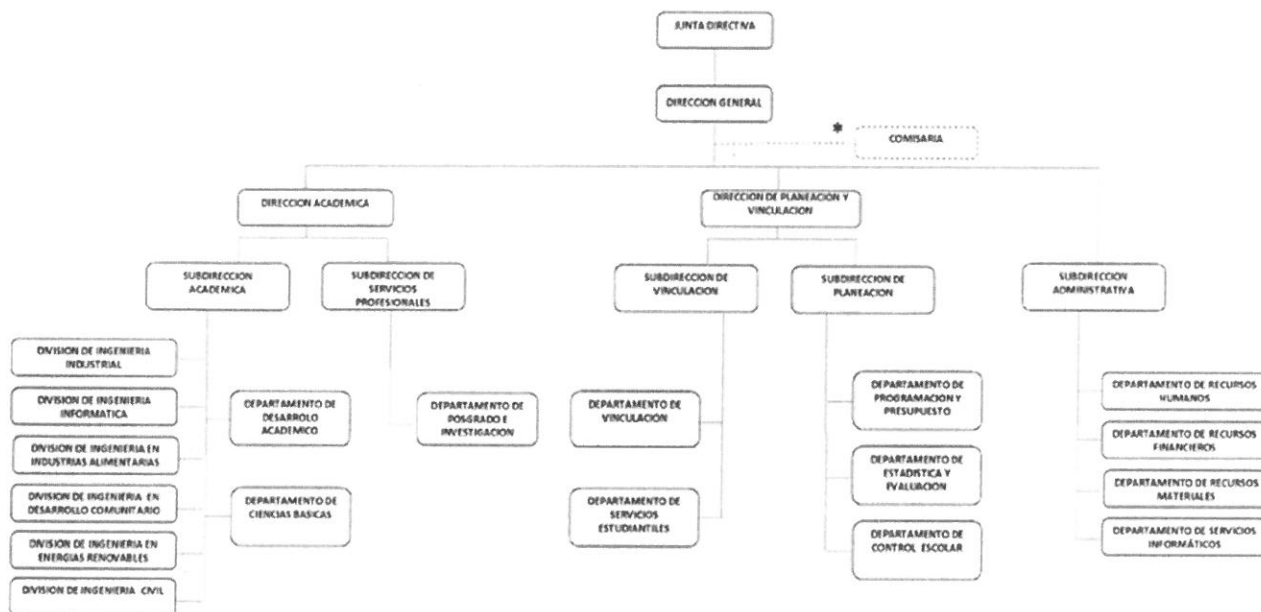 JUNTA DIRECTIVA
DIRECCION GENERAL
*
COMISARIA
DIRECCION ACADEMICA
DIRECCION DE PLANEACION Y
VINCULACION
SUBDIRECCION
ACADEMICA
SUBDIRECCION DE
SERVICIOS
PROFESIONALES
SUBDIRECCION DE
VINCULACION
SUBDIRECCION DE
PLANEACION
SUBDIRECCION
ADMINISTRATIVA
DIVISION DE INGENIERIA
INDUSTRIAL
DIVISION DE INGENIERIA
INFORMATICA
DIVISION DE INGENIERIA EN
INDUSTRIAS ALIMENTARIAS
DIVISION DE INGENIERIA EN
DESARROLLO COMUNITARIO
DIVISION DE INGENIERIA EN
ENERGIAS RENOVABLES
DIVISION DE INGENIERIA CIVIL
DEPARTAMENTO DE
DESARROLO
ACADEMICO
DEPARTAMENTO DE
CIENCIAS BASICAS
DEPARTAMENTO DE
POSGRADO E
INVESTIGACION
DEPARTAMENTO DE
VINCULACION
DEPARTAMENTO DE
SERVICIOS
ESTUDIANTILES
DEPARTAMENTO DE
PROGRAMACION Y
PRESUPUESTO
DEPARTAMENTO DE
ESTADISTICA Y
EVALUACION
DEPARTAMENTO DE
CONTROL ESCOLAR
DEPARTAMENTO DE RECURSOS
HUMANOS
DEPARTAMENTO DE RECURSOS
FINANCIEROS
DEPARTAMENTO DE RECURSOS
MATERIALES
DEPARTAMENTO DE SERVICIOS
INFORMÁTICOS